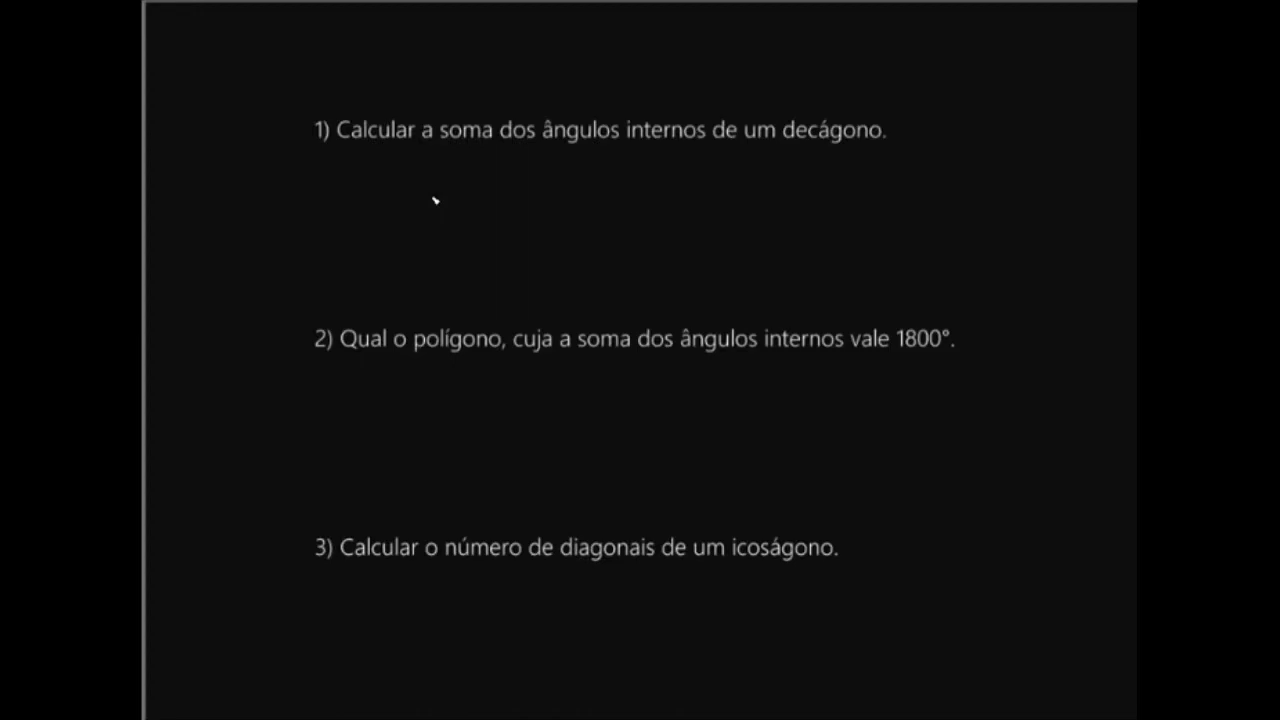 1) Calcular a soma dos ângulos internos de um decágono.
2) Qual o polígono, cuja a soma dos ângulos internos vale 1800°.
3) Calcular o número de diagonais de um icoságono.